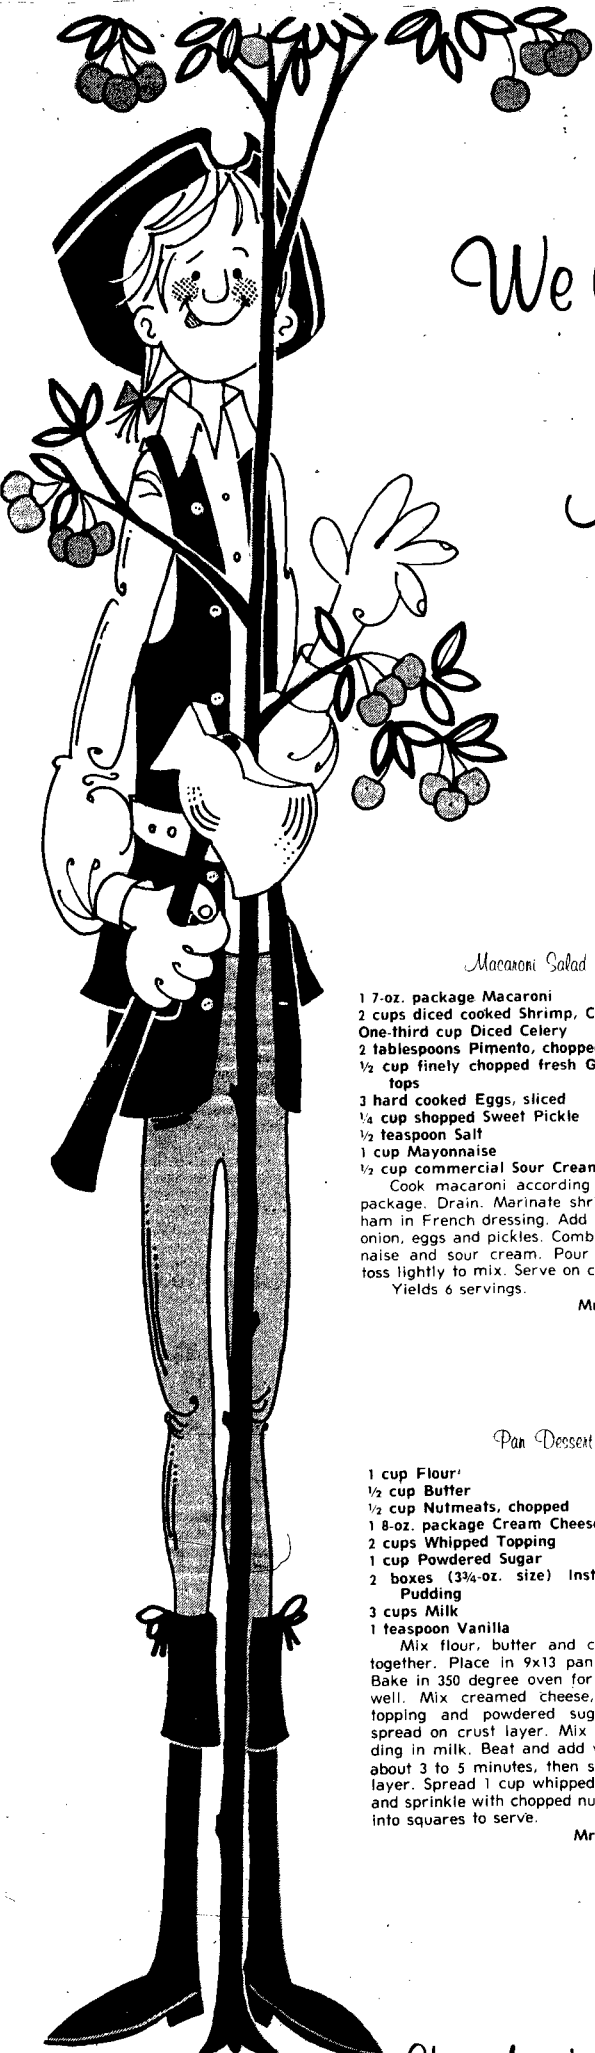 We
Macaroni Salad
1 7-oz. package Macaroni
2 cups diced cooked Shrimp, C
One-third cup Diced Celery
2 tablespoons Pimento, choppe
½ cup finely chopped fresh G
tops
3 hard cooked Eggs, sliced
¼ cup shopped Sweet Pickle
½ teaspoon Salt
1 cup Mayonnaise
½ cup commercial Sour Cream
Cook macaroni according
package. Drain. Marinate shr
ham in French dressing. Add
onion, eggs and pickles. Comb
naise and sour cream. Pour
toss lightly to mix. Serve on c
Yields 6 servings.
Mr
Pan Dessert
1 cup Flour
½ cup Butter
½ cup Nutmeats, chopped
1 8-oz. package Cream Cheese
2 cups Whipped Topping
1 cup Powdered Sugar
2 boxes (3¾-oz. size) Inst
Pudding
3 cups Milk
1 teaspoon Vanilla
Mix flour, butter and c
together. Place in 9x13 pan
Bake in 350 degree oven for
well. Mix creamed cheese,
topping and powdered sug
spread on crust layer. Mix
ding in milk. Beat and add v
about 3 to 5 minutes, then s
layer. Spread 1 cup whipped
and sprinkle with chopped nu
into squares to serve.
Mr